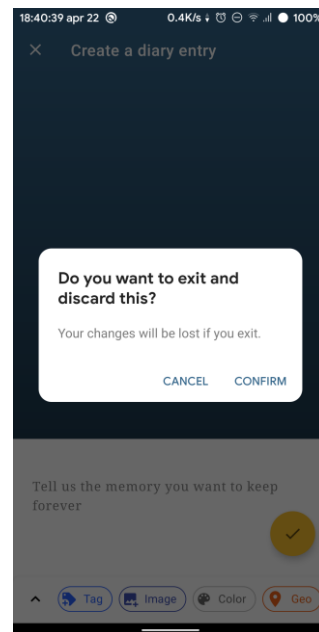 18:40:39 apr 22 0.4K/s 100%
Create a diary entry
Do you want to exit and
discard this?
Your changes will be lost if you exit.
CANCEL CONFIRM
Tell us the memory you want to keep
forever
Tag Image Color Geo